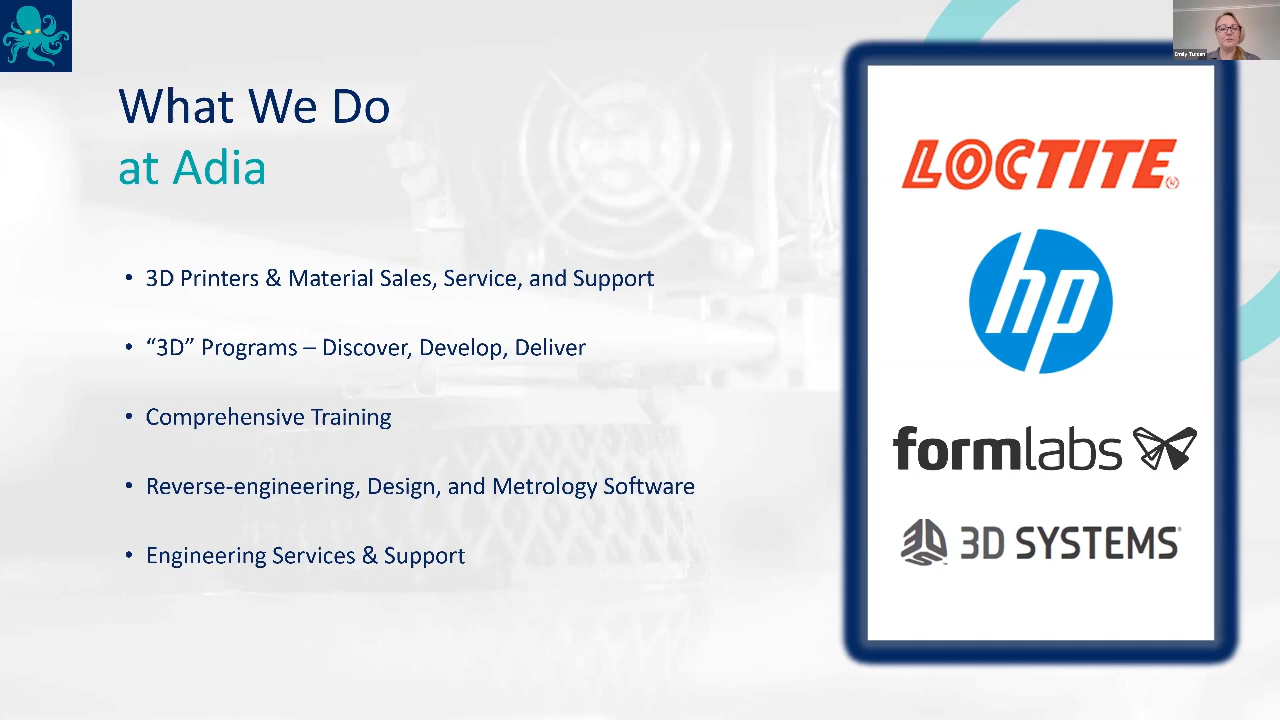 What We Do
at Adia
• 3D Printers & Material Sales, Service, and Support
• “3D” Programs – Discover, Develop, Deliver
• Comprehensive Training
• Reverse-engineering, Design, and Metrology Software
• Engineering Services & Support
LOCTITE®
hp
formlabs
3D SYSTEMS
Emily